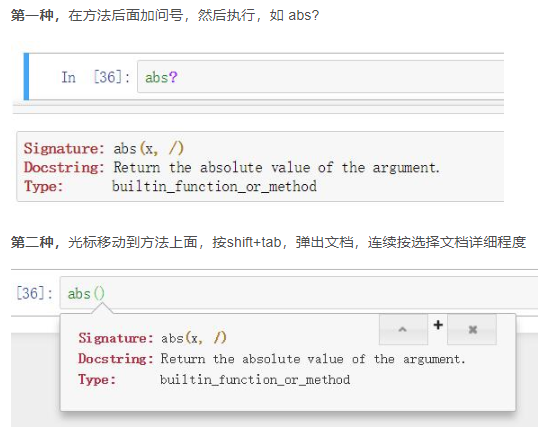 第一种，在方法后面加问号，然后执行，如 abs?
In [36]: abs?
Signature: abs(x, /)
Docstring: Return the absolute value of the argument.
Type: builtin_function_or_method
第二种，光标移动到方法上面，按shift+tab，弹出文档，连续按选择文档详细程度
[36]: abs()
Signature: abs(x, /)
Docstring: Return the absolute value of the argument.
Type: builtin_function_or_method